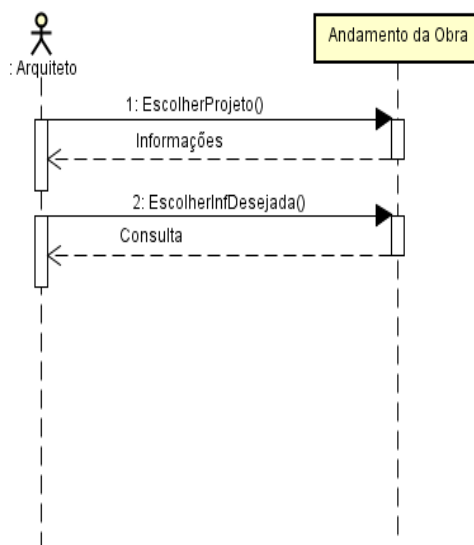 Andamento da Obra
: Arquiteto
1: EscolherProjeto()
Informações
2: EscolherInfDesejada()
Consulta